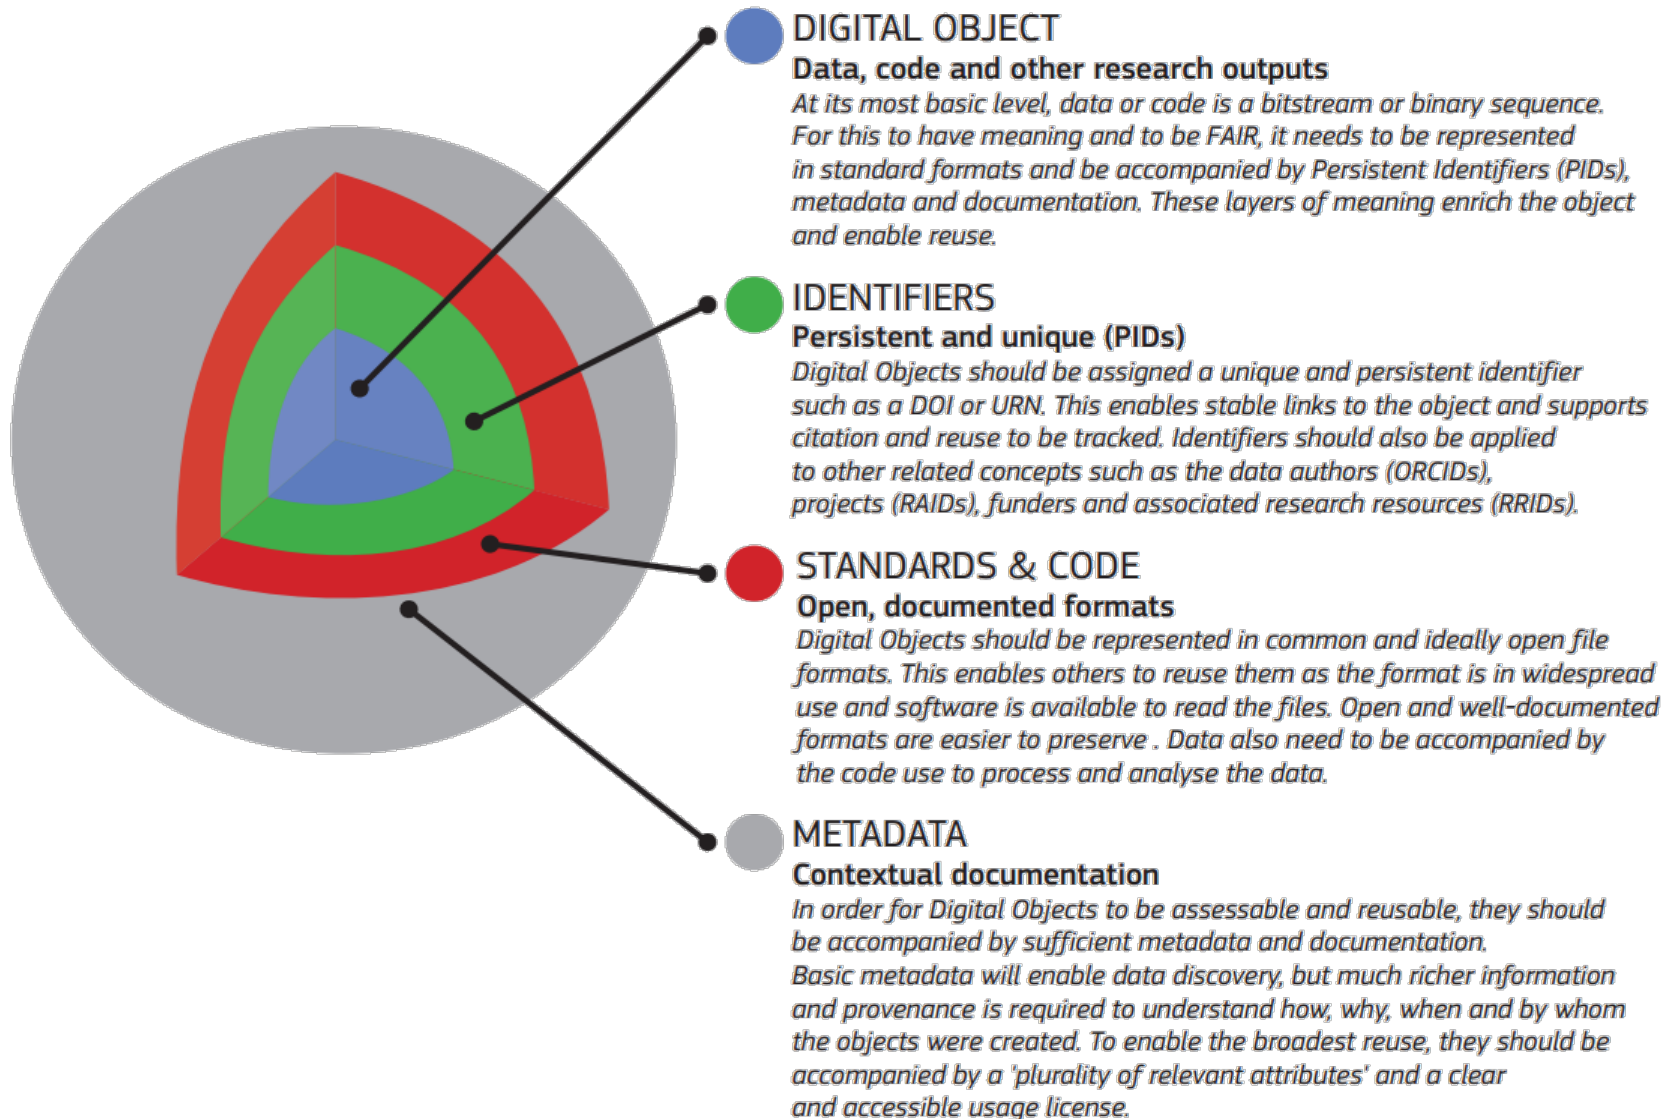 DIGITAL OBJECT
Data, code and other research outputs
At its most basic level, data or code is a bitstream or binary sequence.
For this to have meaning and to be FAIR, it needs to be represented
in standard formats and be accompanied by Persistent Identifiers (PIDs),
metadata and documentation. These layers of meaning enrich the object
and enable reuse.
IDENTIFIERS
Persistent and unique (PIDs)
Digital Objects should be assigned a unique and persistent identifier
such as a DOI or URN. This enables stable links to the object and supports
citation and reuse to be tracked. Identifiers should also be applied
to other related concepts such as the data authors (ORCIDs),
projects (RAIDs), funders and associated research resources (RRIDs).
STANDARDS & CODE
Open, documented formats
Digital Objects should be represented in common and ideally open file
formats. This enables others to reuse them as the format is in widespread
use and software is available to read the files. Open and well-documented
formats are easier to preserve . Data also need to be accompanied by
the code use to process and analyse the data.
METADATA
Contextual documentation
In order for Digital Objects to be assessable and reusable, they should
be accompanied by sufficient metadata and documentation.
Basic metadata will enable data discovery, but much richer information
and provenance is required to understand how, why, when and by whom
the objects were created. To enable the broadest reuse, they should be
accompanied by a 'plurality of relevant attributes' and a clear
and accessible usage license.